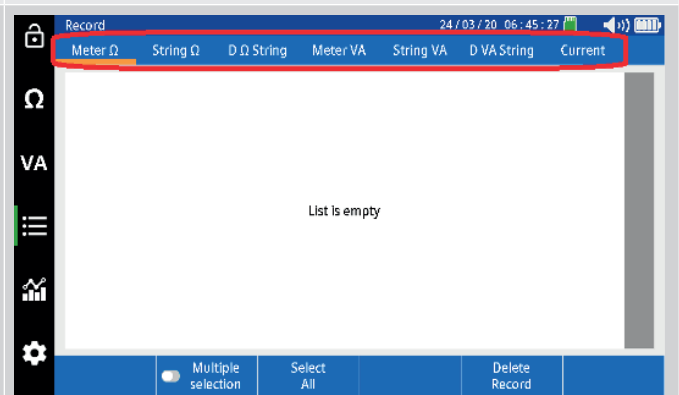 Record 24/03/20 06:45:27
Meter Ω String Ω D Ω String Meter VA String VA D VA String Current
Ω
VA
List is empty
Multiple selection
Select All
Delete Record